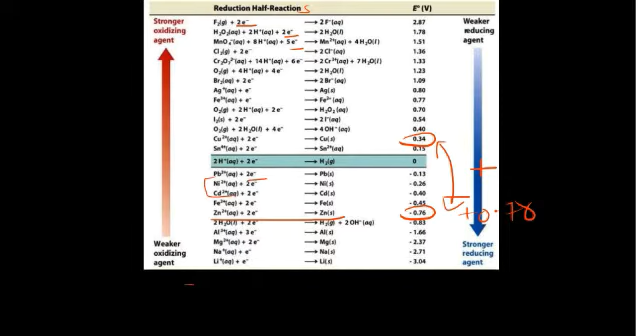 Reduction Half-Reaction s E° (V)
Stronger oxidizing agent
Weaker reducing agent
F₂(g) + 2 e⁻ ⟶ 2 F⁻(aq) 2.87
H₂O₂(aq) + 2 H⁺(aq) + 2 e⁻ ⟶ 2 H₂O(l) 1.78
MnO₄⁻(aq) + 8 H⁺(aq) + 5 e⁻ ⟶ Mn²⁺(aq) + 4 H₂O(l) 1.51
Cl₂(g) + 2 e⁻ ⟶ 2 Cl⁻(aq) 1.36
Cr₂O₇²⁻(aq) + 14 H⁺(aq) + 6 e⁻ ⟶ 2 Cr³⁺(aq) + 7 H₂O(l) 1.33
O₂(g) + 4 H⁺(aq) + 4 e⁻ ⟶ 2 H₂O(l) 1.23
Br₂(aq) + 2 e⁻ ⟶ 2 Br⁻(aq) 1.09
Ag⁺(aq) + e⁻ ⟶ Ag(s) 0.80
Fe³⁺(aq) + e⁻ ⟶ Fe²⁺(aq) 0.77
O₂(g) + 2 H⁺(aq) + 2 e⁻ ⟶ H₂O₂(aq) 0.70
I₂(s) + 2 e⁻ ⟶ 2 I⁻(aq) 0.54
O₂(g) + 2 H₂O(l) + 4 e⁻ ⟶ 4 OH⁻(aq) 0.40
Cu²⁺(aq) + 2 e⁻ ⟶ Cu(s) 0.34
Sn⁴⁺(aq) + 2 e⁻ ⟶ Sn²⁺(aq) 0.15
2 H⁺(aq) + 2 e⁻ ⟶ H₂(g) 0
Pb²⁺(aq) + 2 e⁻ ⟶ Pb(s) - 0.13
Ni²⁺(aq) + 2 e⁻ ⟶ Ni(s) - 0.26
Cd²⁺(aq) + 2 e⁻ ⟶ Cd(s) - 0.40
Fe²⁺(aq) + 2 e⁻ ⟶ Fe(s) - 0.45
Zn²⁺(aq) + 2 e⁻ ⟶ Zn(s) - 0.76
+0.78
2 H₂O(l) + 2 e⁻ ⟶ H₂(g) + 2 OH⁻(aq) - 0.83
Al³⁺(aq) + 3 e⁻ ⟶ Al(s) - 1.66
Mg²⁺(aq) + 2 e⁻ ⟶ Mg(s) - 2.37
Na⁺(aq) + e⁻ ⟶ Na(s) - 2.71
Li⁺(aq) + e⁻ ⟶ Li(s) - 3.04
Weaker oxidizing agent
Stronger reducing agent